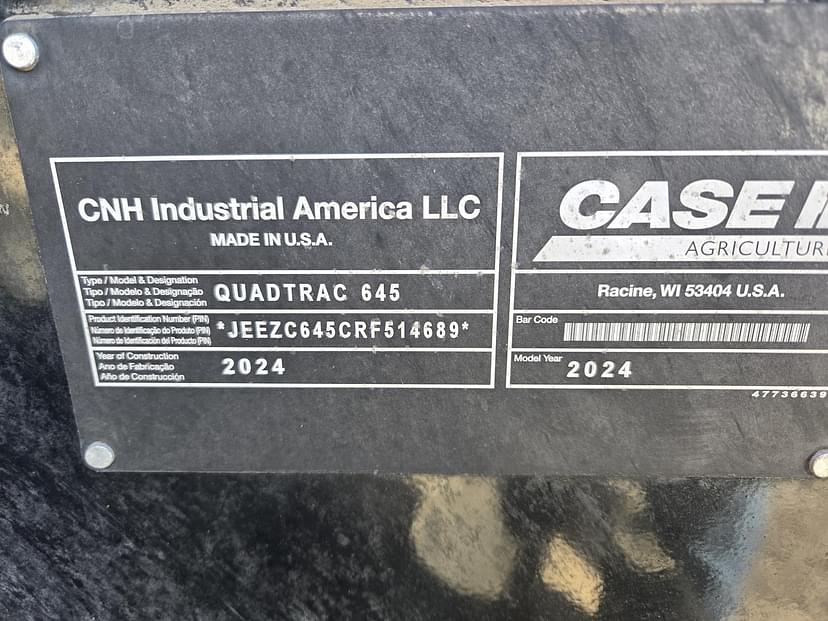 CNH Industrial America LLC
MADE IN U.S.A.
Type / Model & Designation
Tipo / Modelo & Designação
Tipo / Modelo & Designación
QUADTRAC 645
Product Identification Number (PIN)
Número de Identificação do Produto (PIN)
Número de Identificación del Producto (PIN)
*JEEZC645CRF514689*
Year of Construction
Ano de Fabricação
Año de Construcción
2024
CASE
AGRICULTUR
Racine, WI 53404 U.S.A.
Bar Code
Model Year
2024
47736639